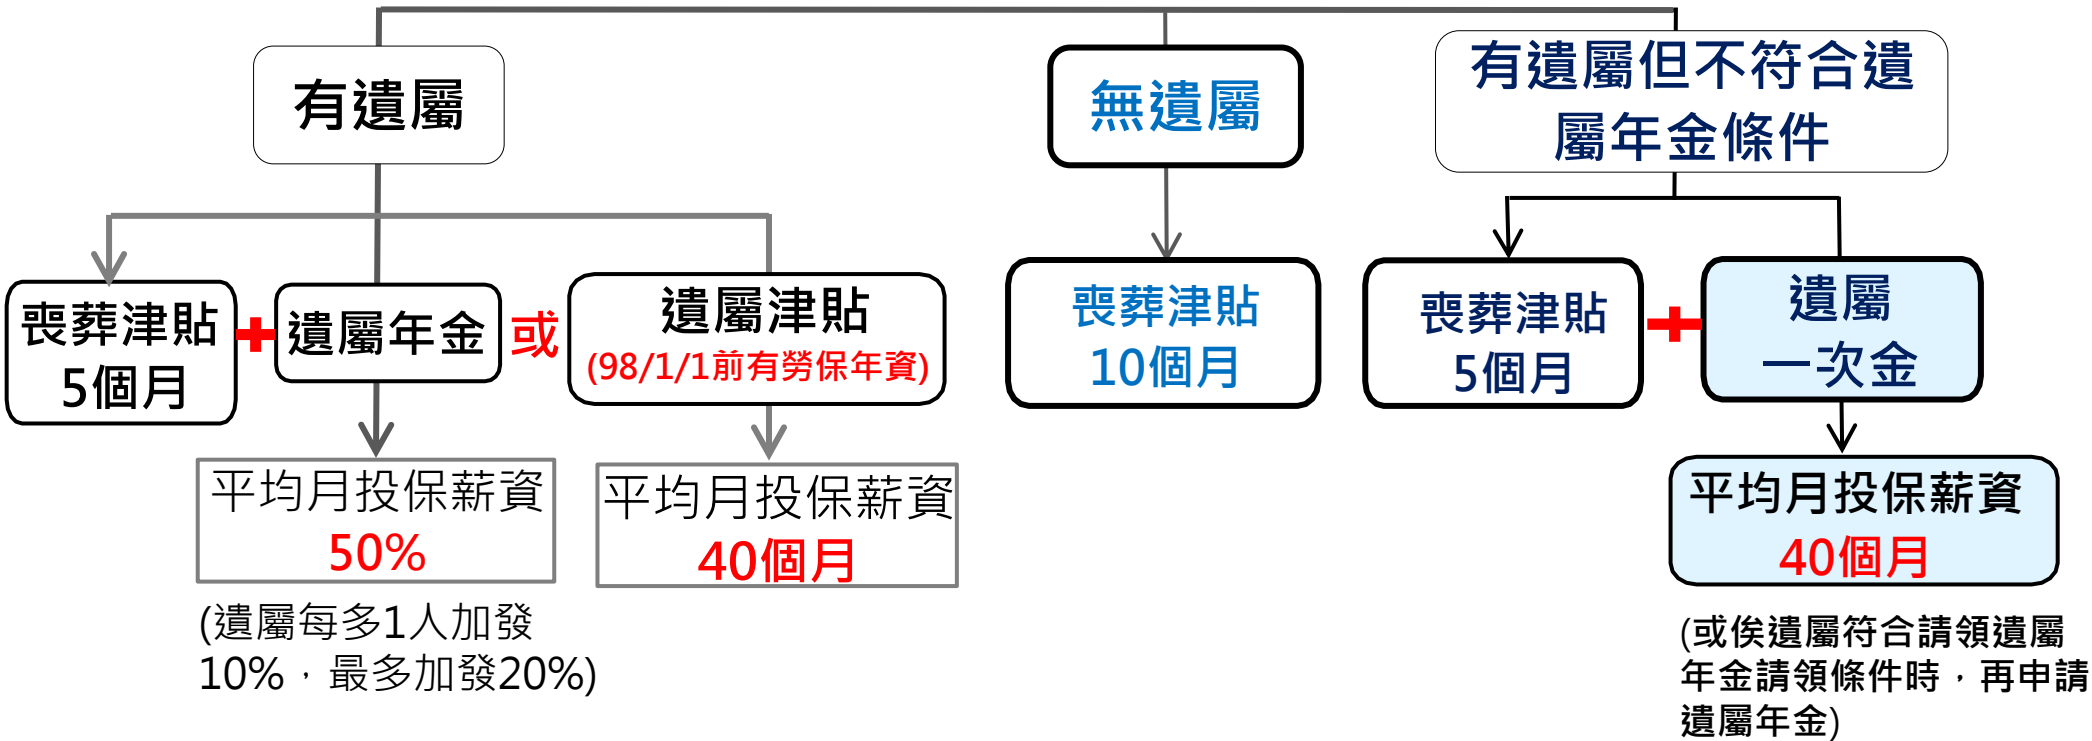 有遺屬
無遺屬
有遺屬但不符合遺
屬年金條件
喪葬津貼
5個月
遺屬年金
或
遺屬津貼
(98/1/1前有勞保年資)
喪葬津貼
10個月
喪葬津貼
5個月
遺屬
一次金
平均月投保薪資
50%
平均月投保薪資
40個月
平均月投保薪資
40個月
(遺屬每多1人加發
10%，最多加發20%)
(或俟遺屬符合請領遺屬
年金請領條件時，再申請
遺屬年金)